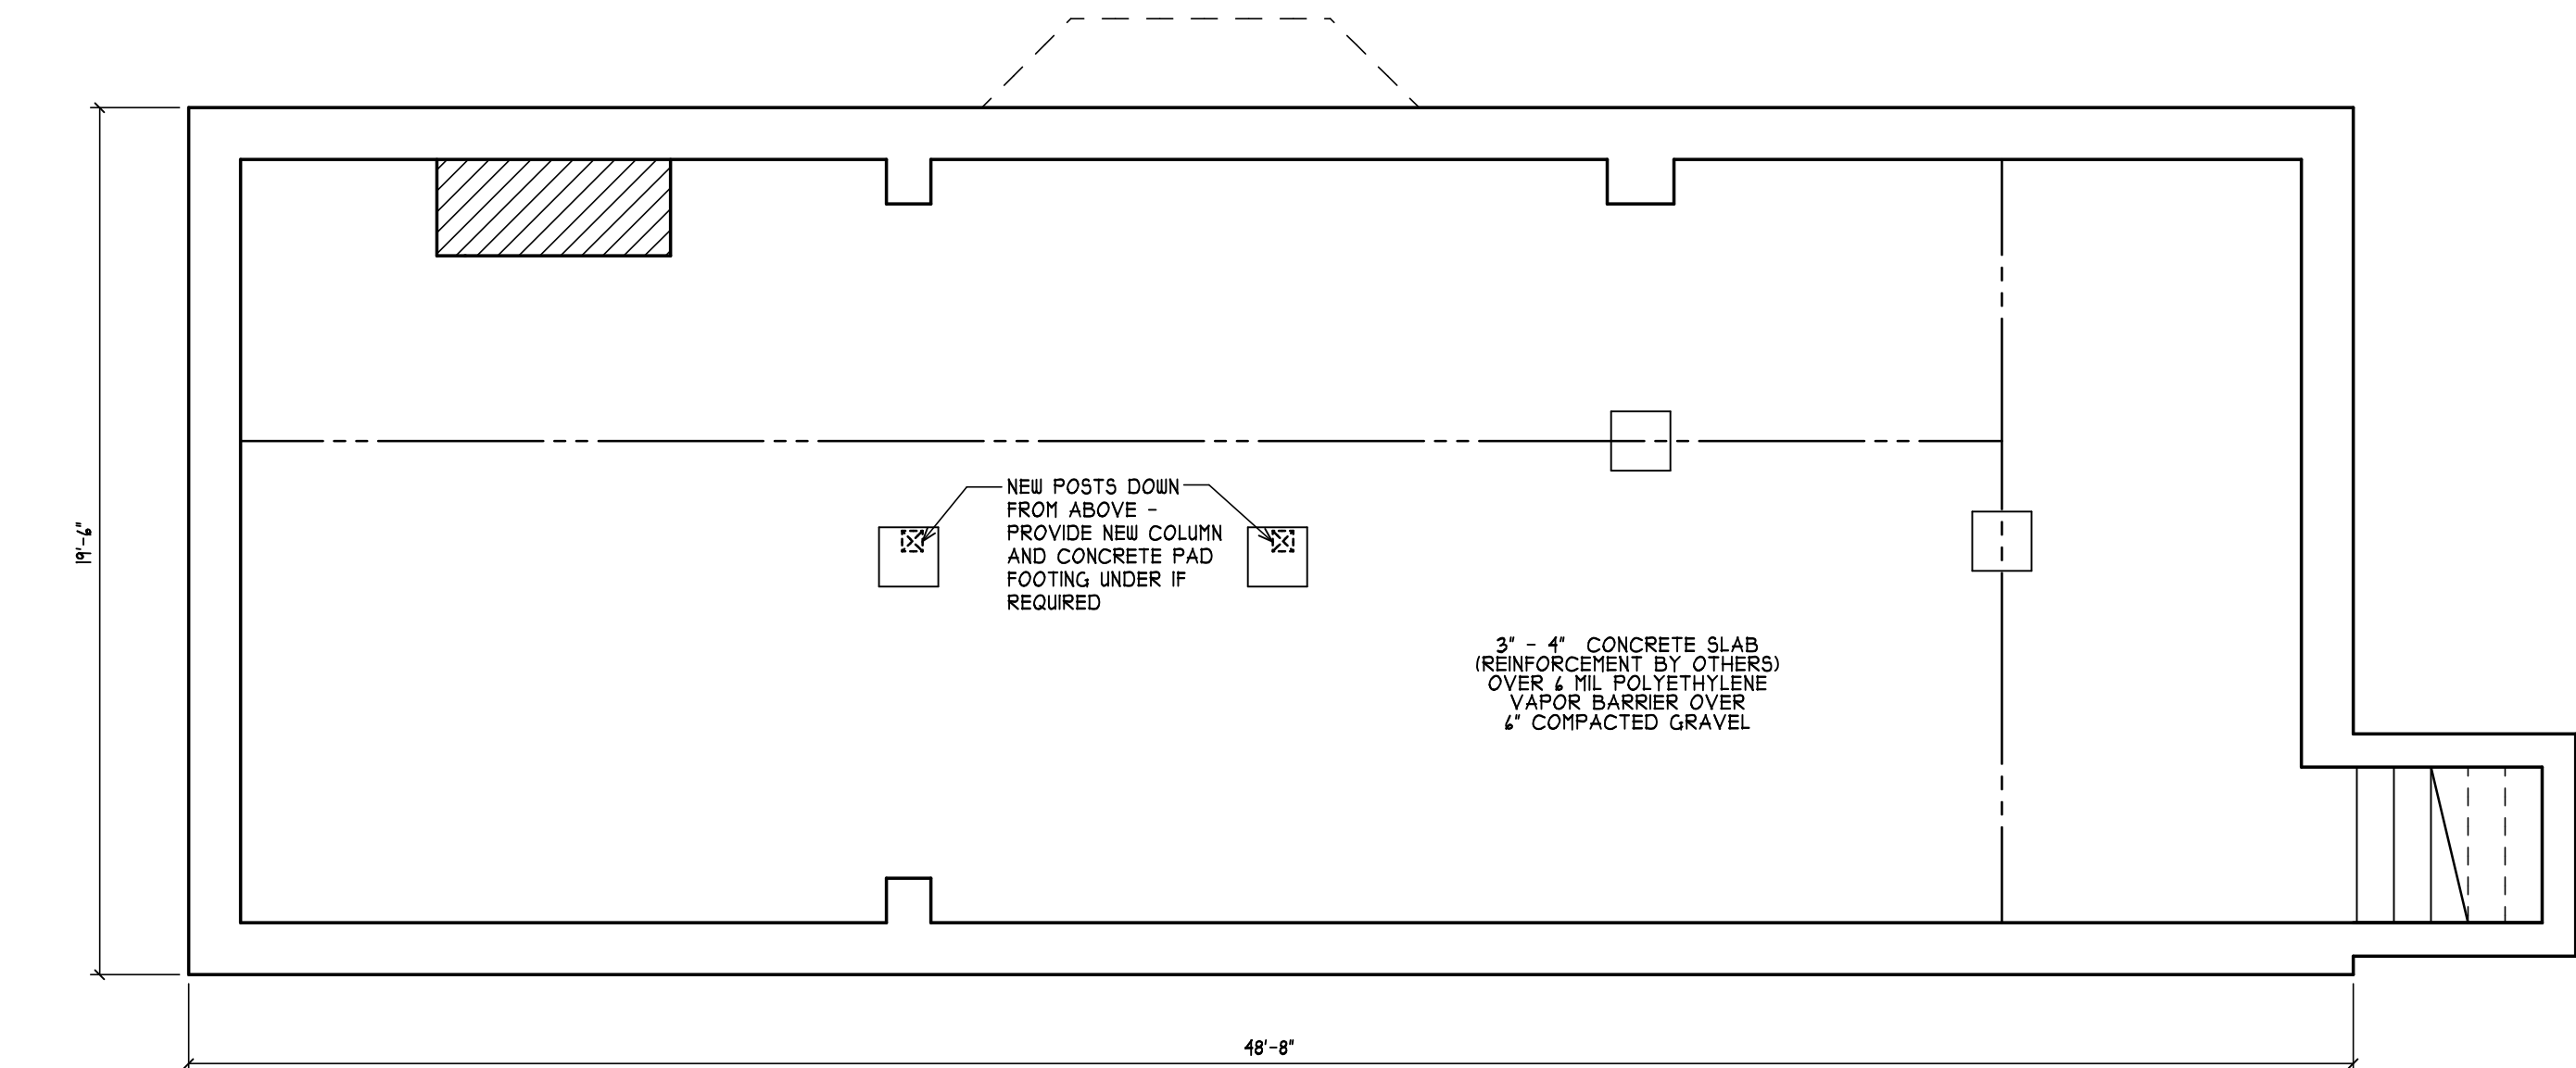 19'-6"
NEW POSTS DOWN
FROM ABOVE -
PROVIDE NEW COLUMN
AND CONCRETE PAD
FOOTING UNDER IF
REQUIRED
3" - 4" CONCRETE SLAB
(REINFORCEMENT BY OTHERS)
OVER 6 MIL POLYETHYLENE
VAPOR BARRIER OVER
6" COMPACTED GRAVEL
48'-8"